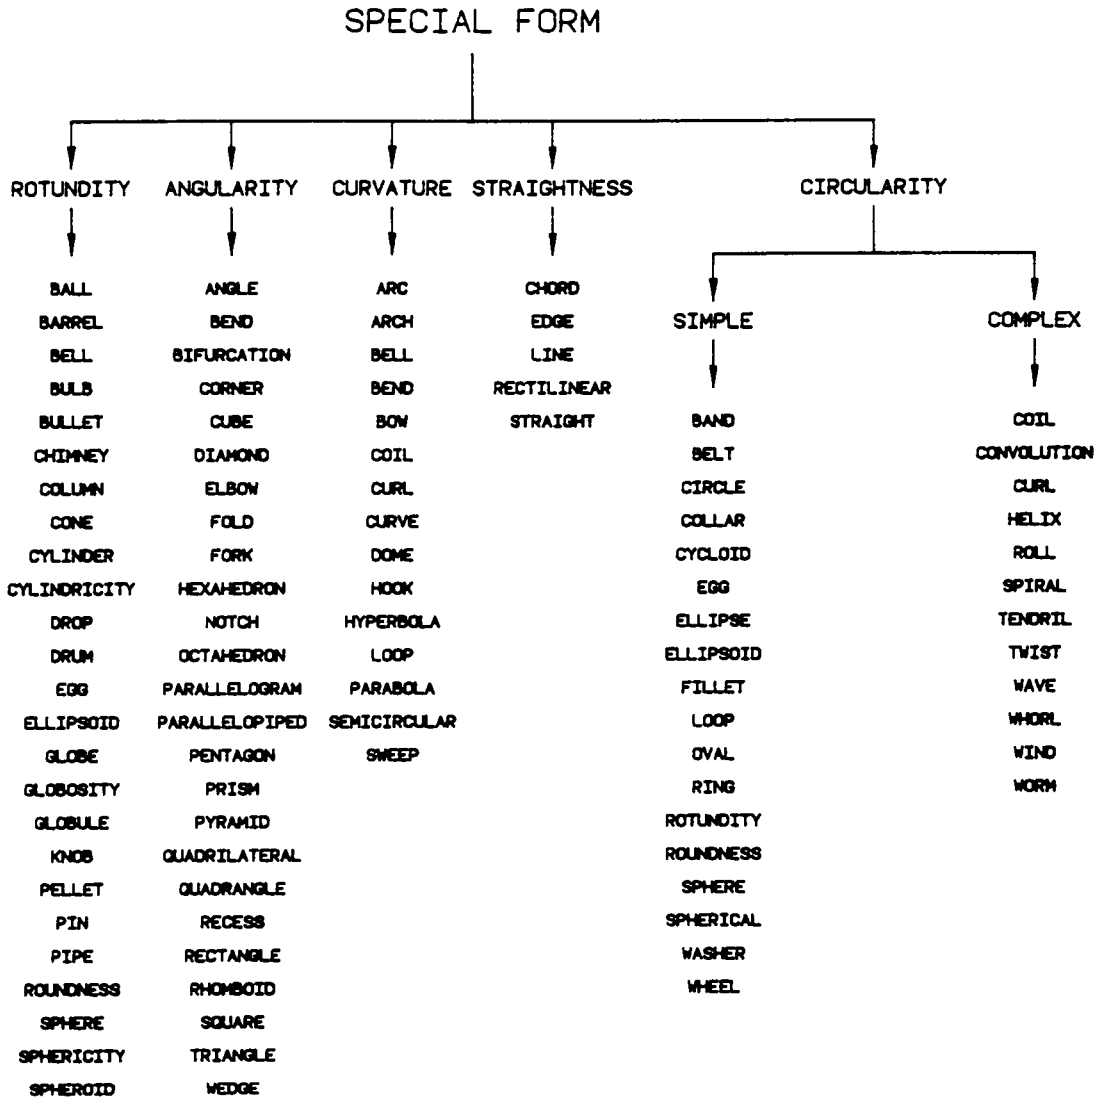 SPECIAL FORM
ROTUNDITY
BALL
BARREL
BELL
BULB
BULLET
CHIMNEY
COLUMN
CONE
CYLINDER
CYLINDRICITY
DROP
DRUM
EGG
ELLIPSOID
GLOBE
GLOBOSITY
GLOBULE
KNOB
PELLET
PIN
PIPE
ROUNDNESS
SPHERE
SPHERICITY
SPHEROID
ANGULARITY
ANGLE
BEND
BIFURCATION
CORNER
CUBE
DIAMOND
ELBOW
FOLD
FORK
HEXAHEDRON
NOTCH
OCTAHEDRON
PARALLELOGRAM
PARALLELOPIPED
PENTAGON
PRISM
PYRAMID
QUADRILATERAL
QUADRANGLE
RECESS
RECTANGLE
RHOMBOID
SQUARE
TRIANGLE
WEDGE
CURVATURE
ARC
ARCH
BELL
BEND
BOW
COIL
CURL
CURVE
DOME
HOOK
HYPERBOLA
LOOP
PARABOLA
SEMICIRCULAR
SWEEP
STRAIGHTNESS
CHORD
EDGE
LINE
RECTILINEAR
STRAIGHT
CIRCULARITY
SIMPLE
BAND
BELT
CIRCLE
COLLAR
CYCLOID
EGG
ELLIPSE
ELLIPSOID
FILLET
LOOP
OVAL
RING
ROTUNDITY
ROUNDNESS
SPHERE
SPHERICAL
WASHER
WHEEL
COMPLEX
COIL
CONVOLUTION
CURL
HELIX
ROLL
SPIRAL
TENDRIL
TWIST
WAVE
WHORL
WIND
WORM